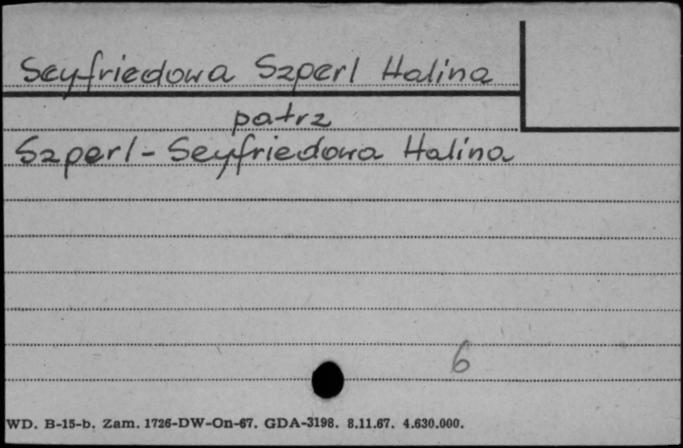 Seyfriedowa Szperl Halina
patrz
Szperl-Seyfriedowa Halina
6
WD. B-15-b. Zam. 1726-DW-On-67. GDA-3198. 8.11.67. 4.630.000.